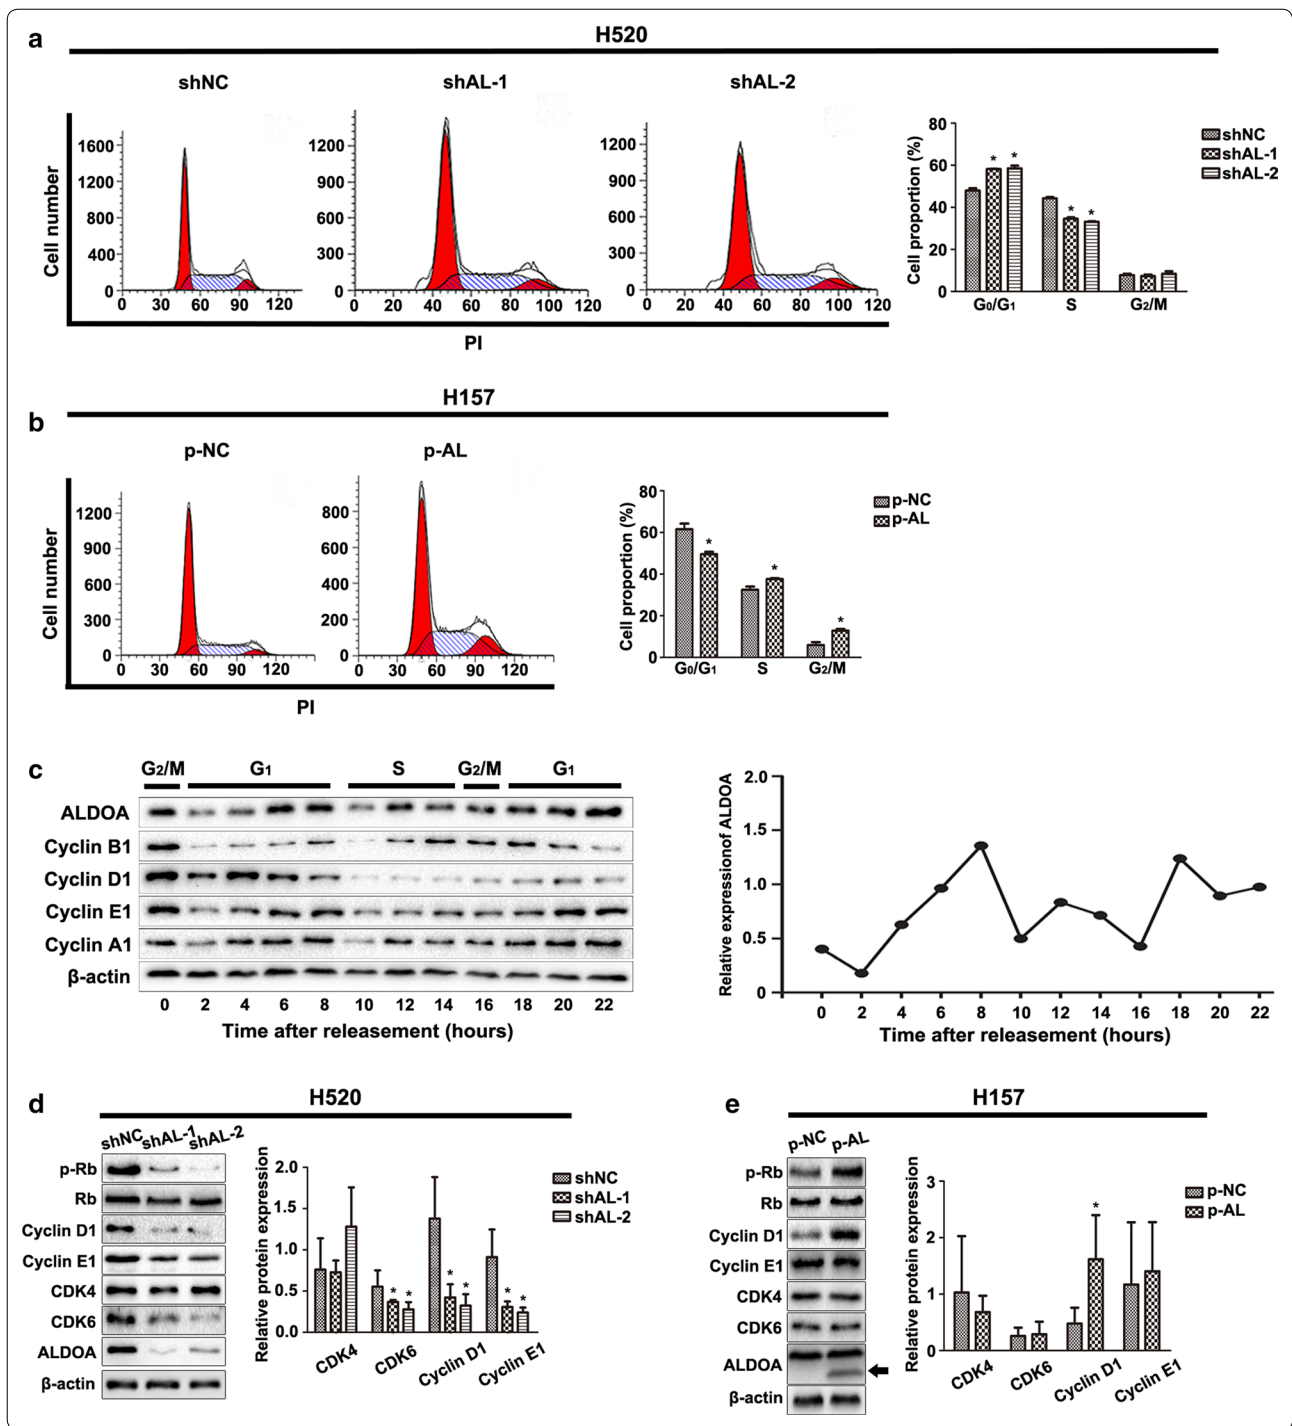 a
H520
shNC shAL-1 shAL-2
Cell number
1600
1200
800
400
0
0 30 60 90 120
1200
900
600
300
0
0 20 40 60 80 100 120
1200
900
600
300
0
0 20 40 60 80 100 120
PI
Cell proportion (%)
80
60
40
20
0
* * * *
G0/G1 S G2/M
shNC
shAL-1
shAL-2
b
H157
p-NC p-AL
Cell number
1200
900
600
300
0
0 30 60 90 120
800
600
400
200
0
0 30 60 90 120
PI
Cell proportion (%)
80
60
40
20
0
* * *
G0/G1 S G2/M
p-NC
p-AL
c
G2/M G1 S G2/M G1
ALDOA
Cyclin B1
Cyclin D1
Cyclin E1
Cyclin A1
β-actin
0 2 4 6 8 10 12 14 16 18 20 22
Time after releasement (hours)
Relative expressionof ALDOA
2.0
1.5
1.0
0.5
0
0 2 4 6 8 10 12 14 16 18 20 22
Time after releasement (hours)
d
H520
shNC shAL-1 shAL-2
p-Rb
Rb
Cyclin D1
Cyclin E1
CDK4
CDK6
ALDOA
β-actin
Relative protein expression
2.0
1.5
1.0
0.5
0.0
* * * * * *
CDK4 CDK6 Cyclin D1 Cyclin E1
shNC
shAL-1
shAL-2
e
H157
p-NC p-AL
p-Rb
Rb
Cyclin D1
Cyclin E1
CDK4
CDK6
ALDOA
β-actin
Relative protein expression
3
2
1
0
*
CDK4 CDK6 Cyclin D1 Cyclin E1
p-NC
p-AL